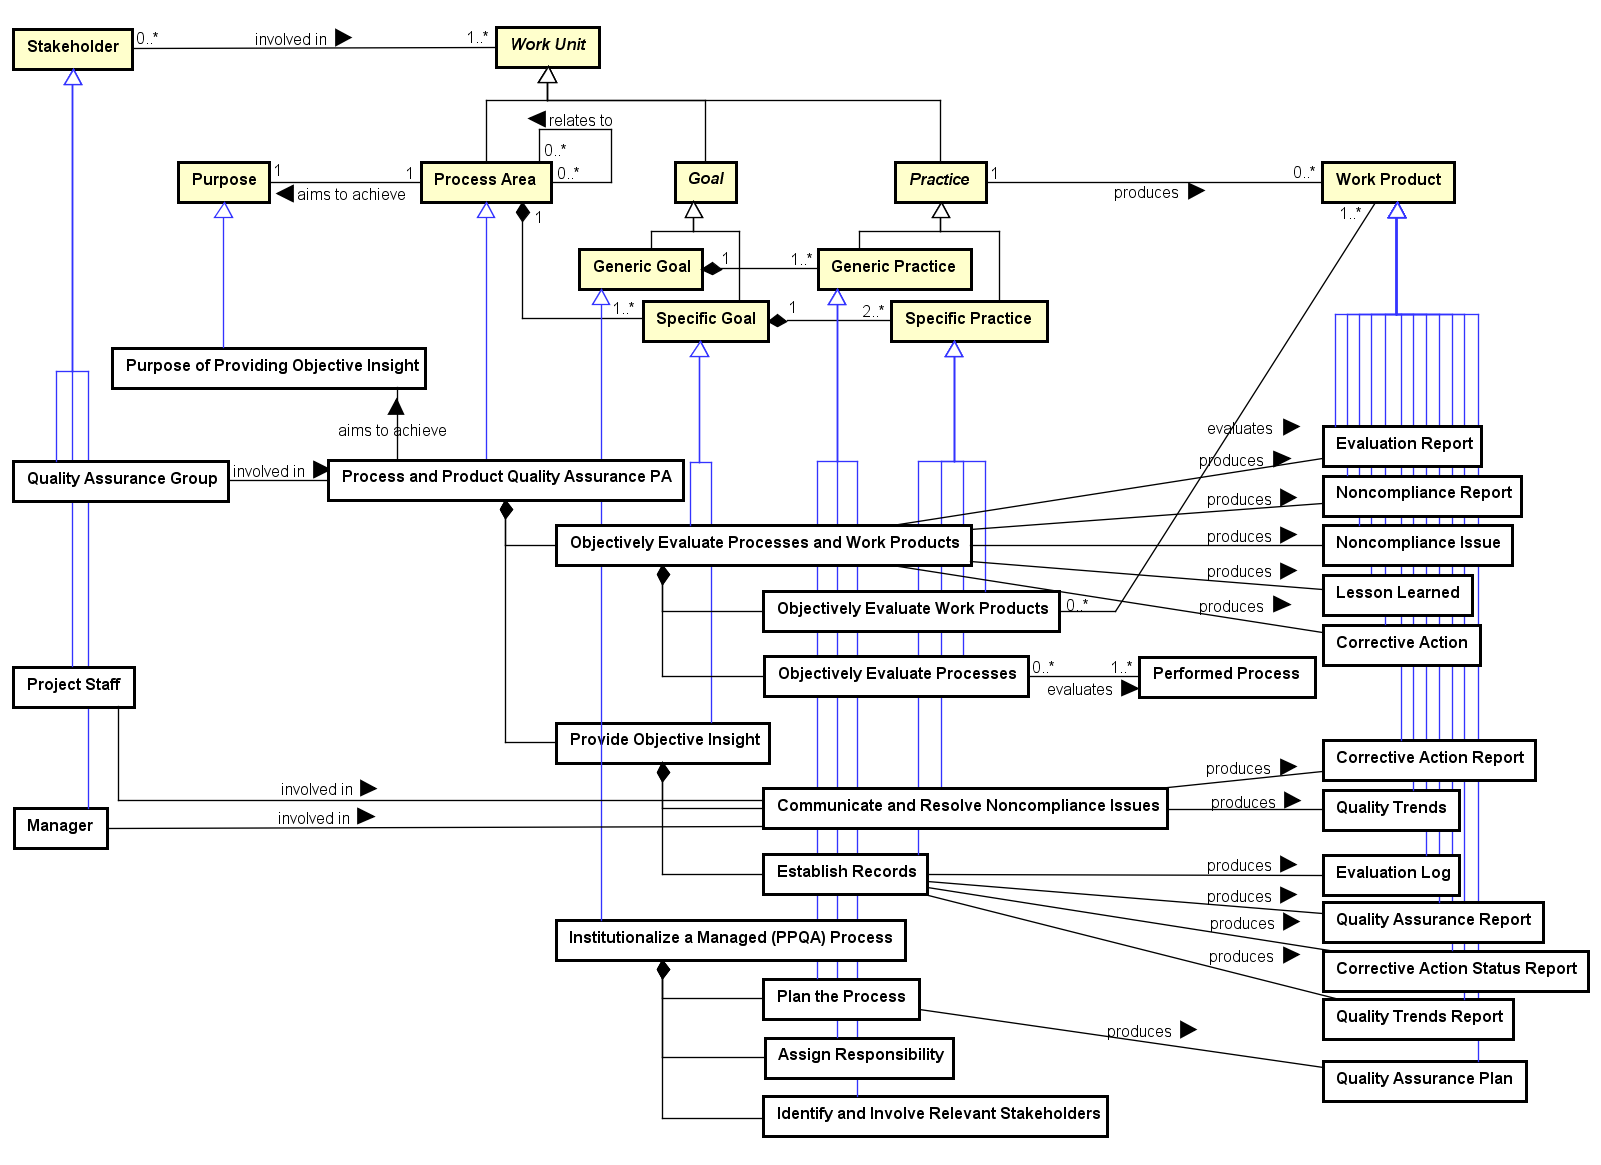 Stakeholder
0..*
involved in
1..*
Work Unit
relates to
0..*
0..*
Purpose
1
aims to achieve
1
Process Area
1
Goal
Practice
1
produces
0..*
Work Product
1..*
Generic Goal
1
1..*
Generic Practice
1..*
Specific Goal
1
2..*
Specific Practice
Purpose of Providing Objective Insight
aims to achieve
Quality Assurance Group
involved in
Process and Product Quality Assurance PA
evaluates
Evaluation Report
produces
produces
Noncompliance Report
Objectively Evaluate Processes and Work Products
produces
Noncompliance Issue
produces
Lesson Learned
Objectively Evaluate Work Products
0..*
produces
Corrective Action
Project Staff
Objectively Evaluate Processes
0..*
evaluates
1..*
Performed Process
Provide Objective Insight
produces
Corrective Action Report
involved in
Communicate and Resolve Noncompliance Issues
produces
Quality Trends
Manager
involved in
Establish Records
produces
Evaluation Log
produces
Quality Assurance Report
produces
Institutionalize a Managed (PPQA) Process
produces
Corrective Action Status Report
Plan the Process
Quality Trends Report
produces
Assign Responsibility
Quality Assurance Plan
Identify and Involve Relevant Stakeholders